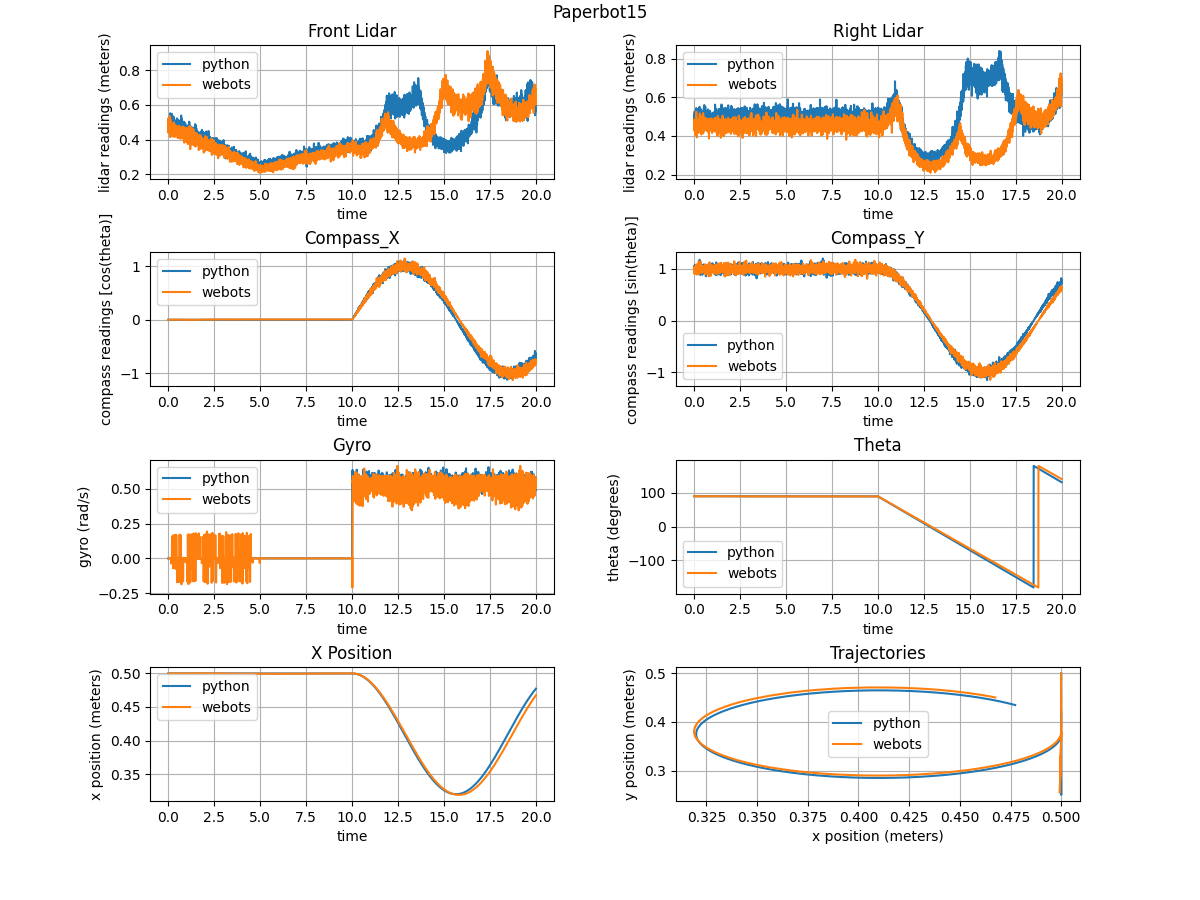 Paperbot15
Front Lidar
lidar readings (meters)
0.8
0.6
0.4
0.2
python
webots
0.0 2.5 5.0 7.5 10.0 12.5 15.0 17.5 20.0
time
Right Lidar
lidar readings (meters)
0.8
0.6
0.4
0.2
python
webots
0.0 2.5 5.0 7.5 10.0 12.5 15.0 17.5 20.0
time
Compass_X
compass readings [cos(theta)]
1
0
−1
python
webots
0.0 2.5 5.0 7.5 10.0 12.5 15.0 17.5 20.0
time
Compass_Y
compass readings [sin(theta)]
1
0
−1
python
webots
0.0 2.5 5.0 7.5 10.0 12.5 15.0 17.5 20.0
time
Gyro
gyro (rad/s)
0.50
0.25
0.00
−0.25
python
webots
0.0 2.5 5.0 7.5 10.0 12.5 15.0 17.5 20.0
time
Theta
theta (degrees)
100
0
−100
python
webots
0.0 2.5 5.0 7.5 10.0 12.5 15.0 17.5 20.0
time
X Position
x position (meters)
0.50
0.45
0.40
0.35
python
webots
0.0 2.5 5.0 7.5 10.0 12.5 15.0 17.5 20.0
time
Trajectories
y position (meters)
0.5
0.4
0.3
python
webots
0.325 0.350 0.375 0.400 0.425 0.450 0.475 0.500
x position (meters)